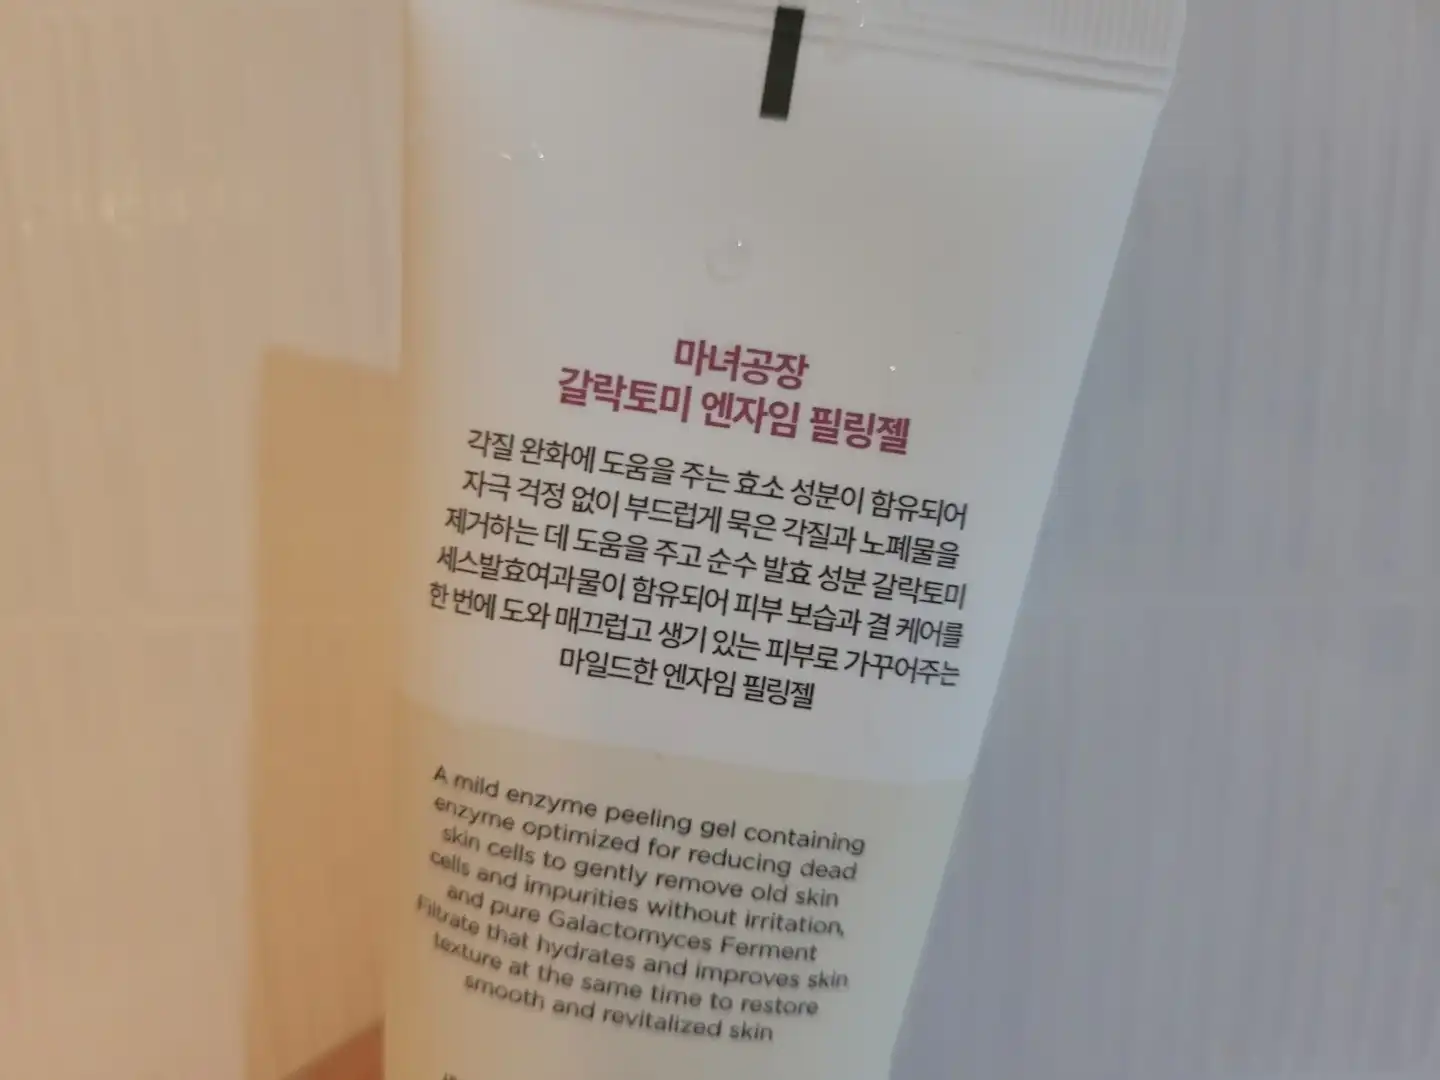 마녀공장
갈락토미 엔자임 필링젤
각질 완화에 도움을 주는 효소 성분이 함유되어
자극 걱정 없이 부드럽게 묵은 각질과 노폐물을
제거하는 데 도움을 주고 순수 발효 성분 갈락토미
세스발효여과물이 함유되어 피부 보습과 결 케어를
한 번에 도와 매끄럽고 생기 있는 피부로 가꾸어주는
마일드한 엔자임 필링젤
A mild enzyme peeling gel containing
enzyme optimized for reducing dead
skin cells to gently remove old skin
cells and impurities without irritation,
and pure Galactomyces Ferment
Filtrate that hydrates and improves skin
texture at the same time to restore
smooth and revitalized skin